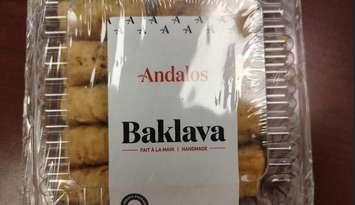 Andalos
Baklava
FAIT À LA MAIN | HANDMADE